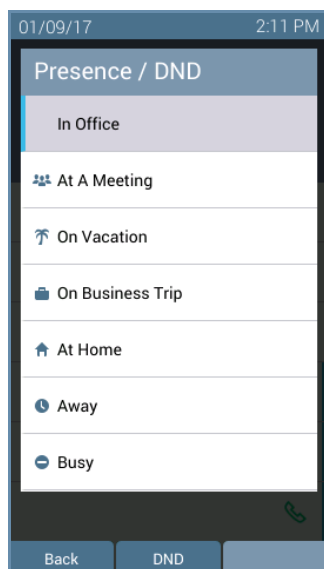 01/09/17 2:11 PM
Presence / DND
In Office
At A Meeting
On Vacation
On Business Trip
At Home
Away
Busy
Back DND